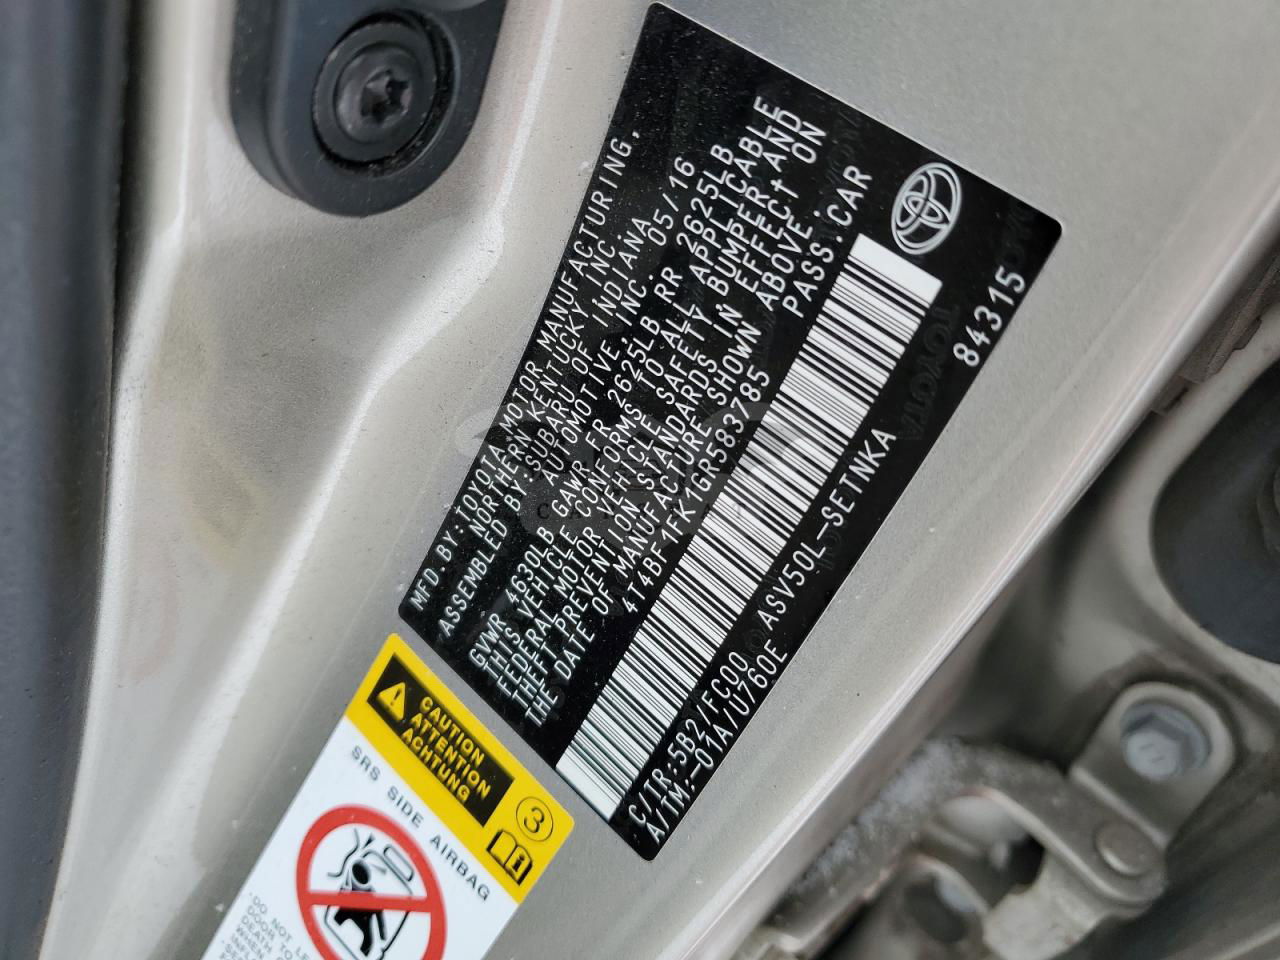 MFD.BY:TOYOTA MOTOR MANUFACTURING,
NORTHERN KENTUCKY, INC.
ASSEMBLED BY:SUBARU OF INDIANA
AUTOMOTIVE, INC. 05/16
GVWR 4630LB GAWR FR 2625LB RR 2625LB
THIS VEHICLE CONFORMS TO ALL APPLICABLE
FEDERAL MOTOR VEHICLE SAFETY, BUMPER AND
THEFT PREVENTION STANDARDS IN EFFECT ON
THE DATE OF MANUFACTURE SHOWN ABOVE.
4T4BF1FK1GR583785 PASS.CAR
C/TR:5B2/FC00 ASV50L-SETNKA
A/TM:-01A/U760E
84315
TOYOTA
CAUTION
ATTENTION
ACHTUNG
3
SRS SIDE AIRBAG